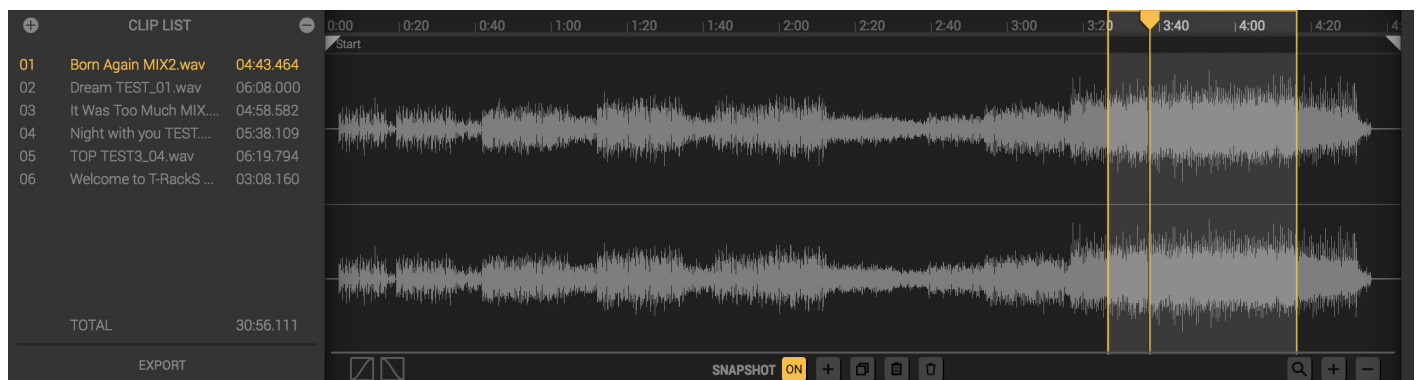 CLIP LIST
01 Born Again MIX2.wav 04:43.464
02 Dream TEST_01.wav 06:08.000
03 It Was Too Much MIX.... 04:58.582
04 Night with you TEST.... 05:38.109
05 TOP TEST3_04.wav 06:19.794
06 Welcome to T-RackS ... 03:08.160
TOTAL 30:56.111
EXPORT
0:00 0:20 0:40 1:00 1:20 1:40 2:00 2:20 2:40 3:00 3:20 3:40 4:00 4:20
Start
SNAPSHOT ON